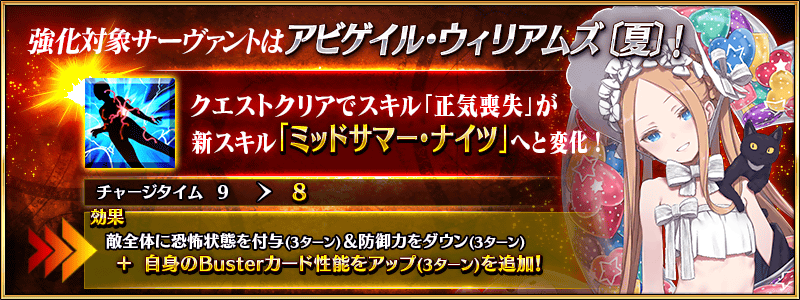 強化対象サーヴァントはアビゲイル・ウィリアムズ〔夏〕！
クエストクリアでスキル「正気喪失」が
新スキル「ミッドサマー・ナイツ」へと変化！
チャージタイム 9 ＞ 8
効果
敵全体に恐怖状態を付与(3ターン)＆防御力をダウン(3ターン)
＋ 自身のBusterカード性能をアップ(3ターン)を追加！